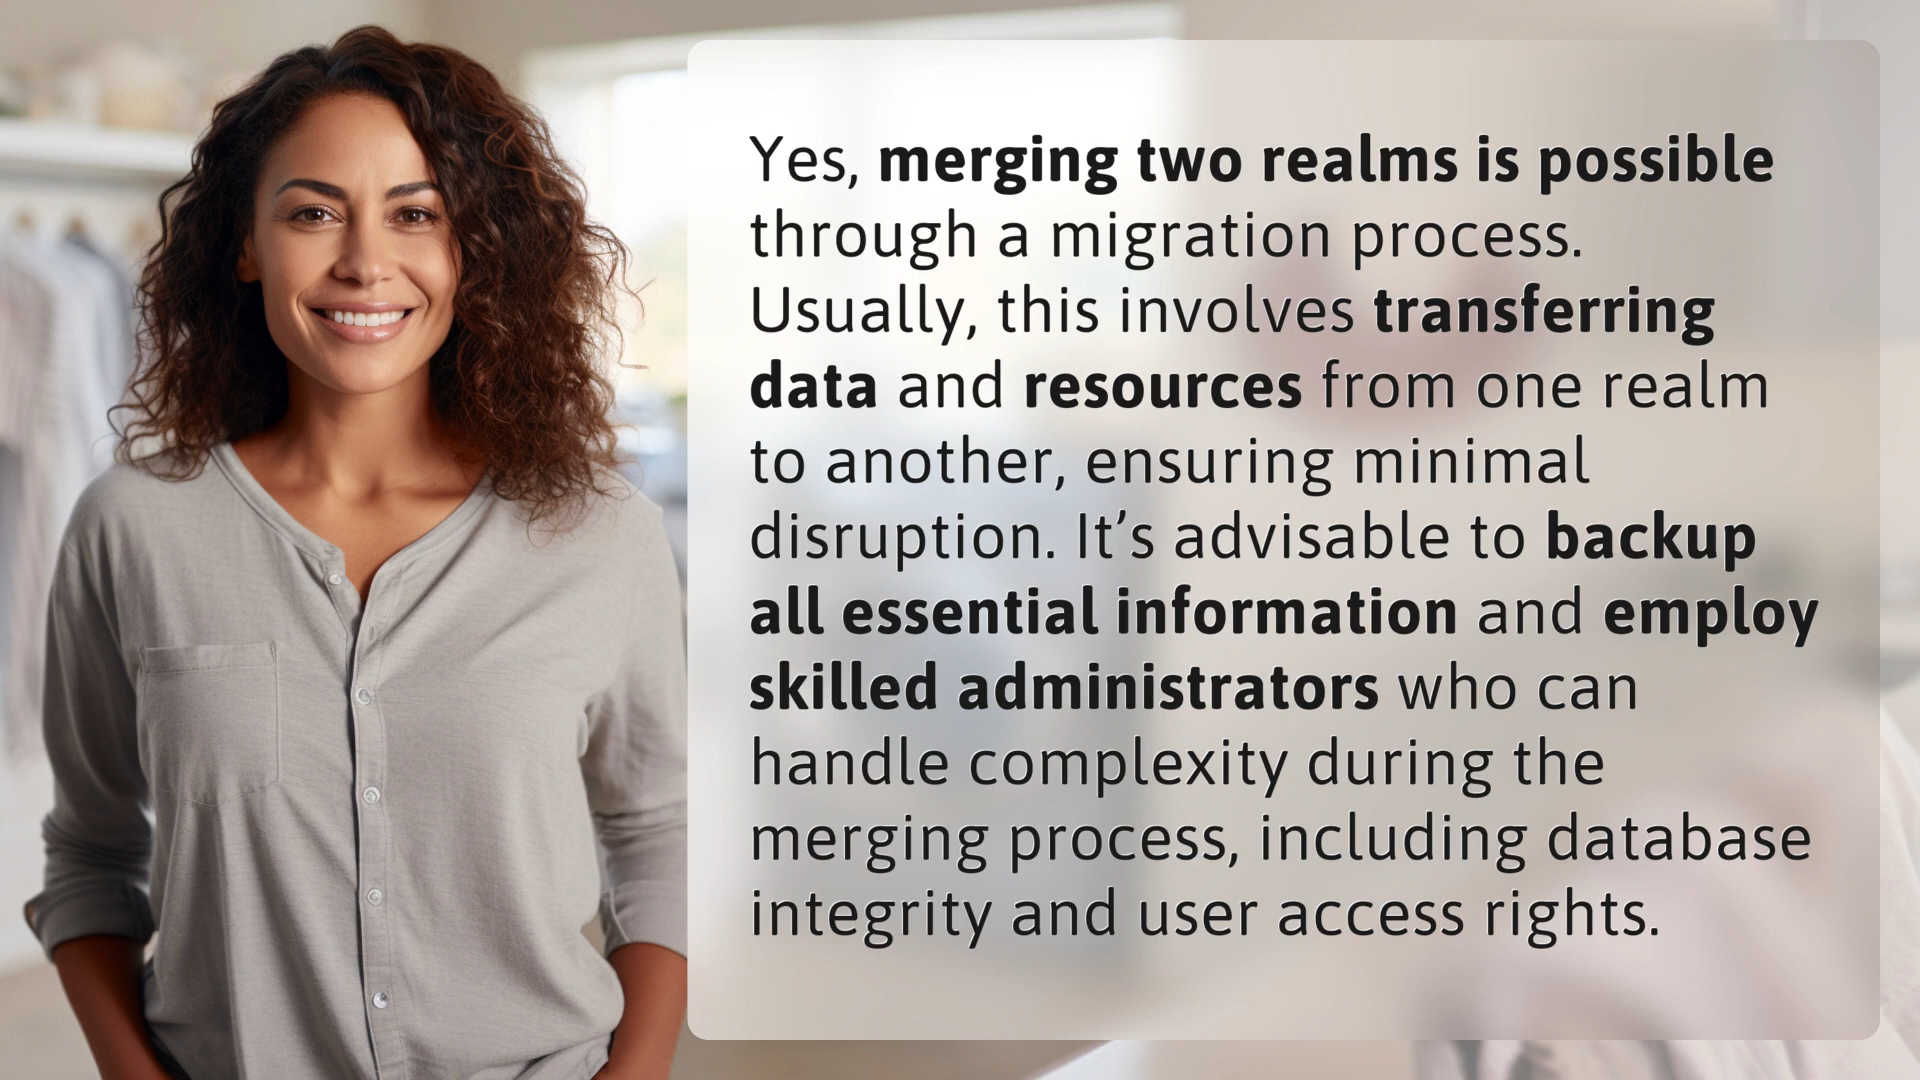 Yes, merging two realms is possible
through a migration process.
Usually, this involves transferring
data and resources from one realm
to another, ensuring minimal
disruption. It’s advisable to backup
all essential information and employ
skilled administrators who can
handle complexity during the
merging process, including database
integrity and user access rights.